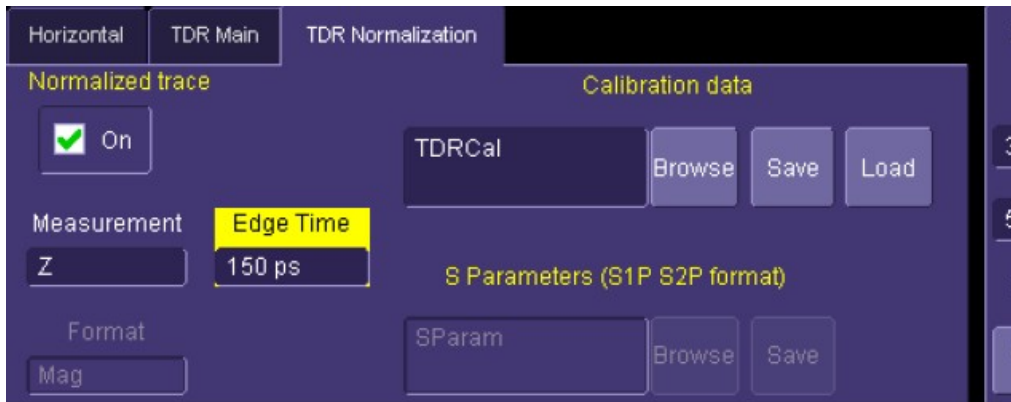 Horizontal TDR Main TDR Normalization
Normalized trace Calibration data
On TDRCal Browse Save Load
Measurement Edge Time
Z 150 ps S Parameters (S1P S2P format)
Format SParam Browse Save
Mag